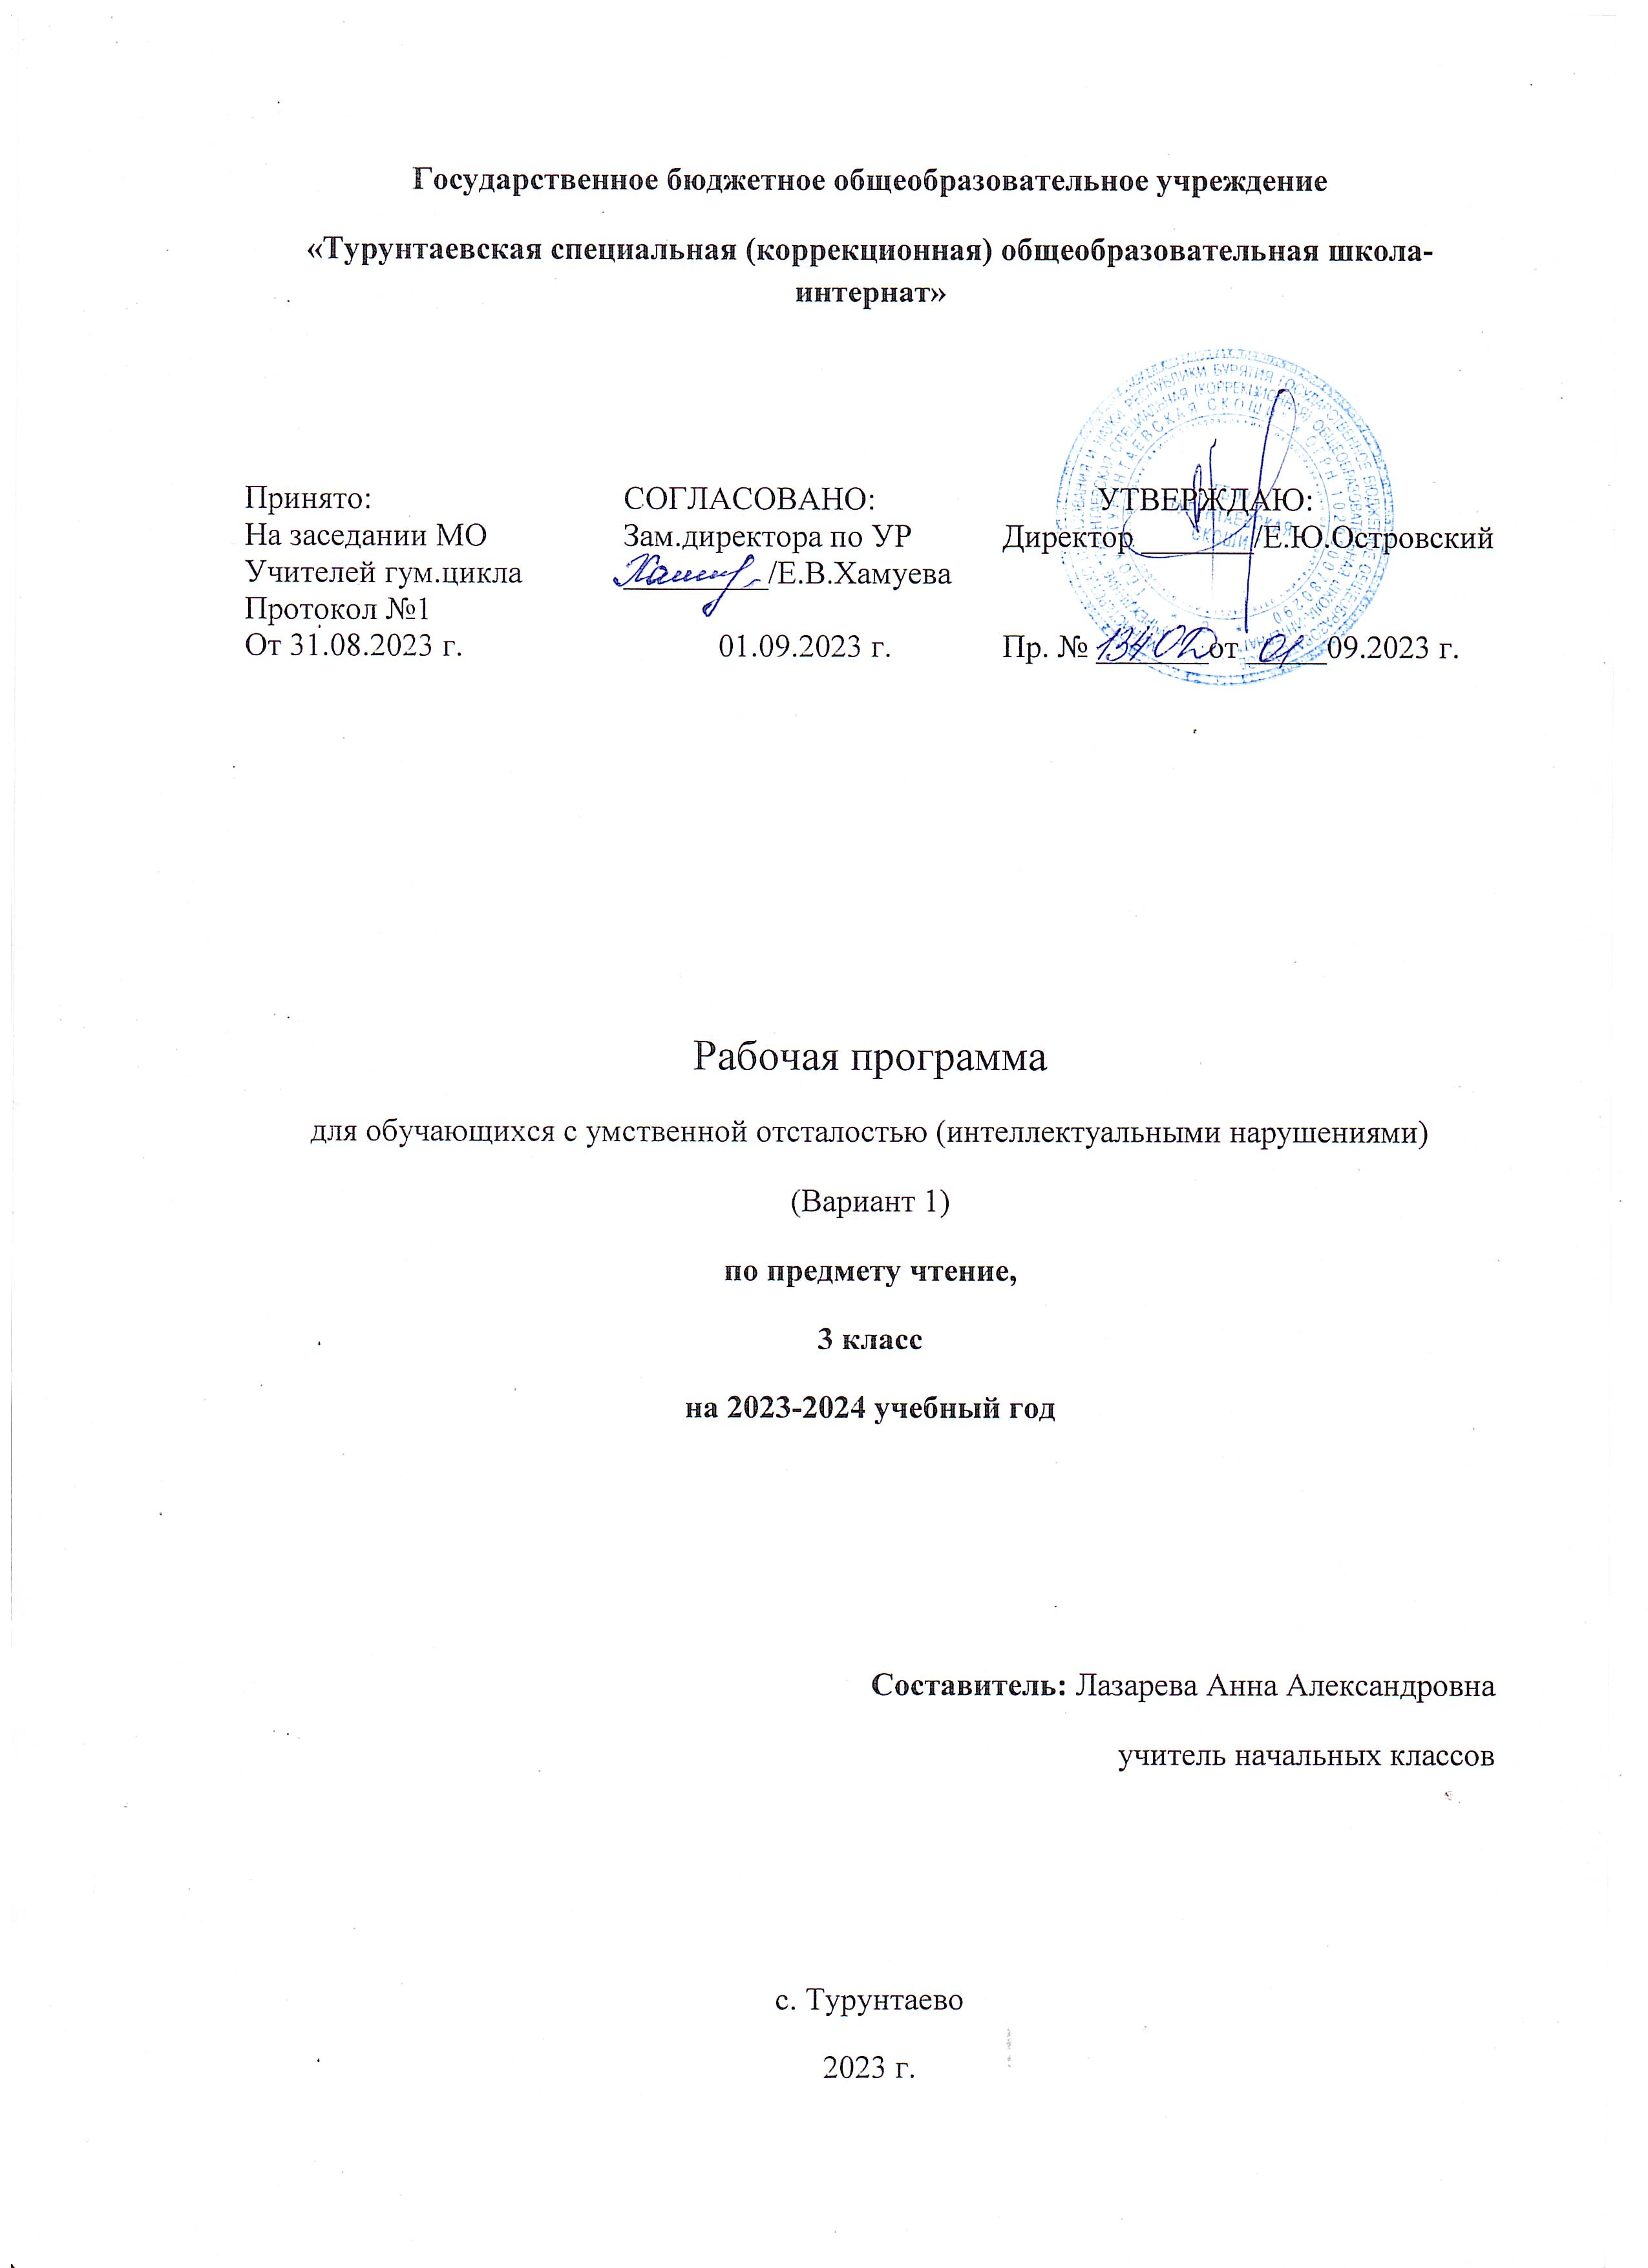 Государственное бюджетное общеобразовательное учреждение
«Турунтаевская специальная (коррекционная) общеобразовательная школа-
интернат»
Принято:
На заседании МО
Учителей гум.цикла
Протокол №1
От 31.08.2023 г.
СОГЛАСОВАНО:
Зам.директора по УР
/Е.В.Хамуева
01.09.2023 г.
УТВЕРЖДАЮ:
Директор /Е.Ю.Островский
Пр. № 134 ОД от 01 09.2023 г.
Рабочая программа
для обучающихся с умственной отсталостью (интеллектуальными нарушениями)
(Вариант 1)
по предмету чтение,
3 класс
на 2023-2024 учебный год
Составитель: Лазарева Анна Александровна
учитель начальных классов
с. Турунтаево
2023 г.